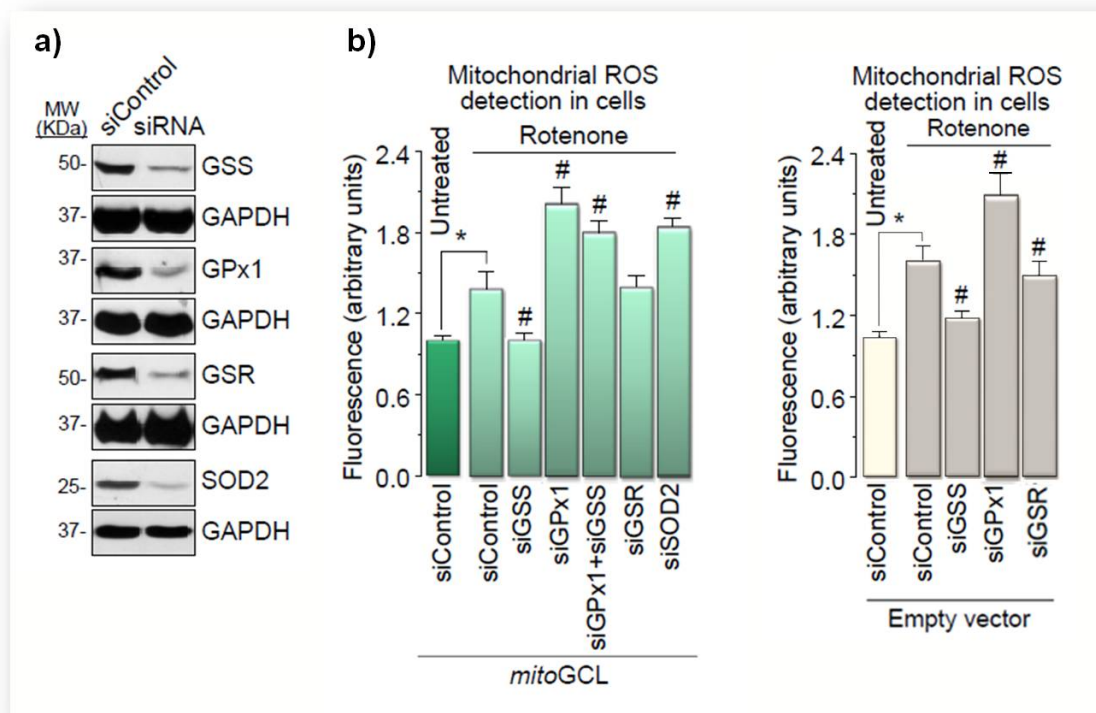 a)
MW
(KDa)
siControl
siRNA
50-
GSS
37-
GAPDH
37-
GPx1
37-
GAPDH
50-
GSR
37-
GAPDH
25-
SOD2
37-
GAPDH
b)
Mitochondrial ROS
detection in cells
Rotenone
Untreated
Fluorescence (arbitrary units)
2.4
1.8
1.2
0.6
0.0
*
#
#
#
#
siControl
siControl
siGSS
siGPx1
siGPx1+siGSS
siGSR
siSOD2
mitoGCL
Mitochondrial ROS
detection in cells
Rotenone
Untreated
Fluorescence (arbitrary units)
2.4
1.8
1.2
0.6
0.0
*
#
#
#
siControl
siControl
siGSS
siGPx1
siGSR
Empty vector